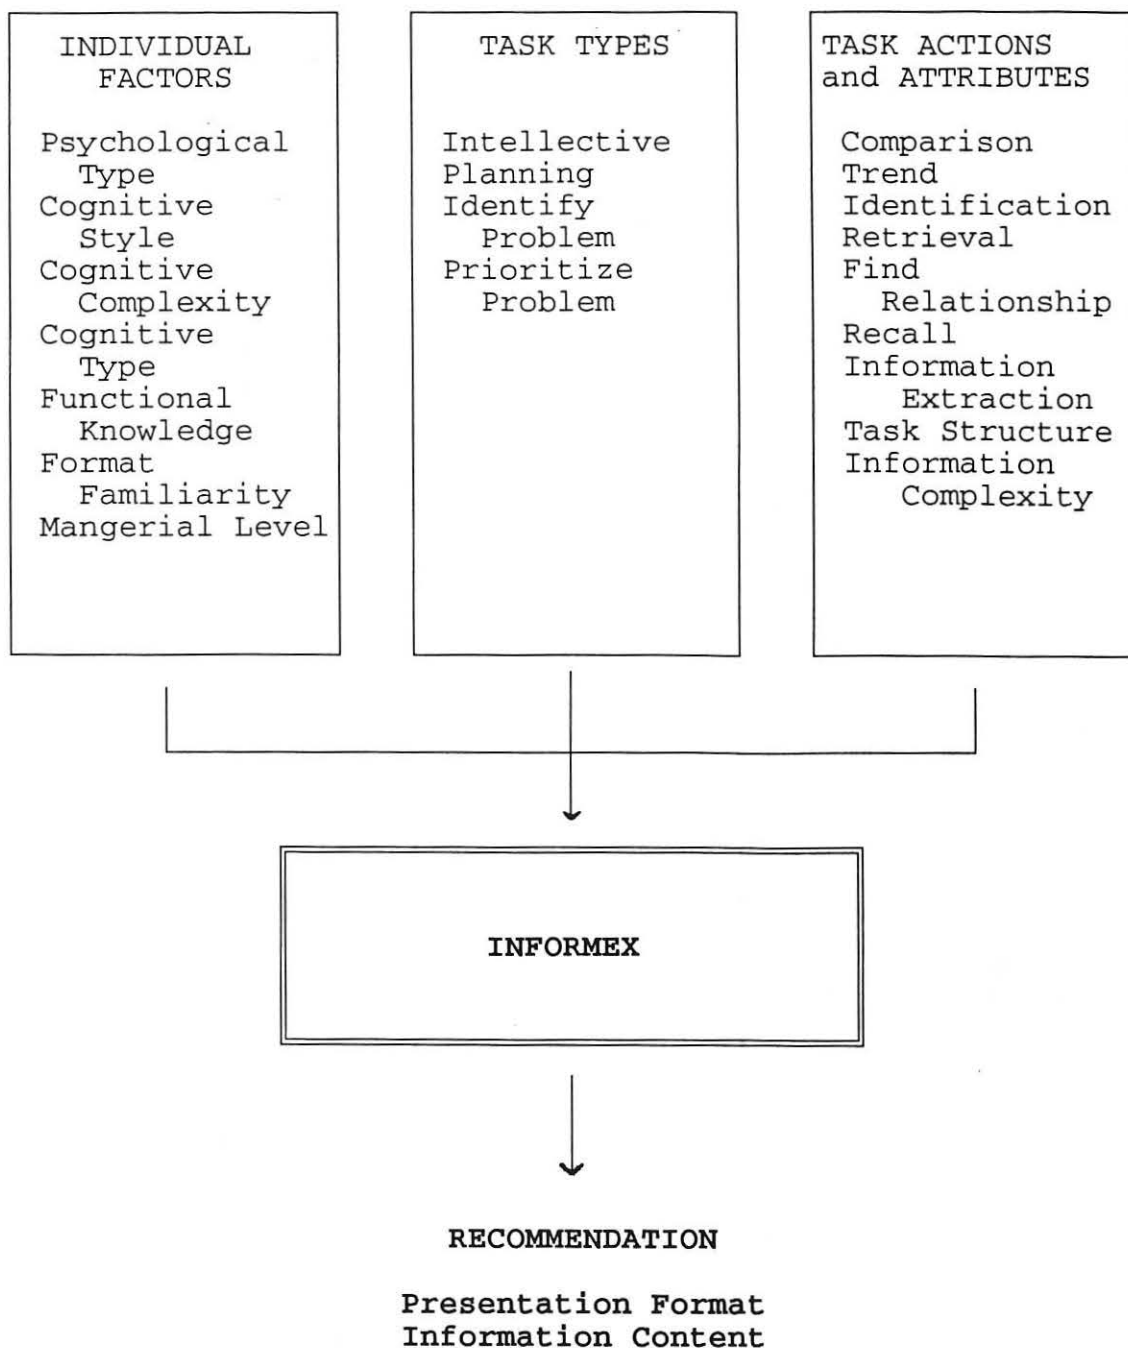 INDIVIDUAL
FACTORS
Psychological
Type
Cognitive
Style
Cognitive
Complexity
Cognitive
Type
Functional
Knowledge
Format
Familiarity
Mangerial Level
TASK TYPES
Intellective
Planning
Identify
Problem
Prioritize
Problem
TASK ACTIONS
and ATTRIBUTES
Comparison
Trend
Identification
Retrieval
Find
Relationship
Recall
Information
Extraction
Task Structure
Information
Complexity
INFORMEX
RECOMMENDATION
Presentation Format
Information Content